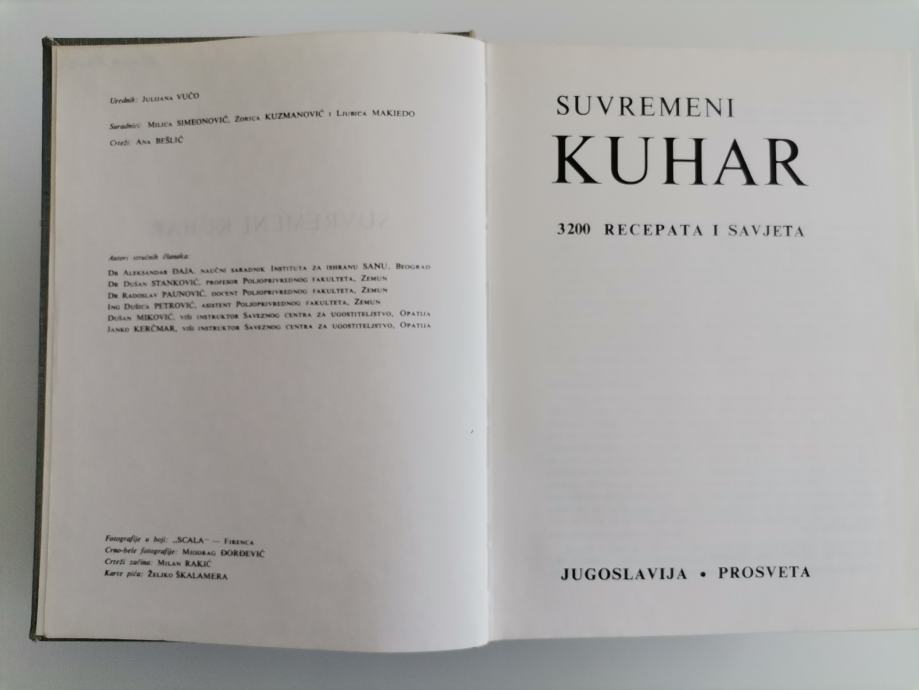 Urednik: Julijana VUČO
Suradnici: Milica SIMEONOVIĆ, Zorica KUZMANOVIĆ i Ljubica MAKIEDO
Crteži: Ana BEŠLIĆ
Autori stručnih članaka:
Dr Aleksandar ĐAJA, naučni saradnik Instituta za ishranu SANU, Beograd
Dr Dušan STANKOVIĆ, profesor Poljoprivrednog fakulteta, Zemun
Dr Radoslav PAUNOVIĆ, docent Poljoprivrednog fakulteta, Zemun
Ing Dušica PETROVIĆ, asistent Poljoprivrednog fakulteta, Zemun
Dušan MIKOVIĆ, viši instruktor Saveznog centra za ugostiteljstvo, Opatija
Janko KERČMAR, viši instruktor Saveznog centra za ugostiteljstvo, Opatija
Fotografije u boji: „SCALA" — Firenca
Crno-bele fotografije: Miodrag ĐORĐEVIĆ
Crteži začina: Milan RAKIĆ
Karte pića: Željko ŠKALAMERA
SUVREMENI
KUHAR
3200 RECEPATA I SAVJETA
JUGOSLAVIJA • PROSVETA